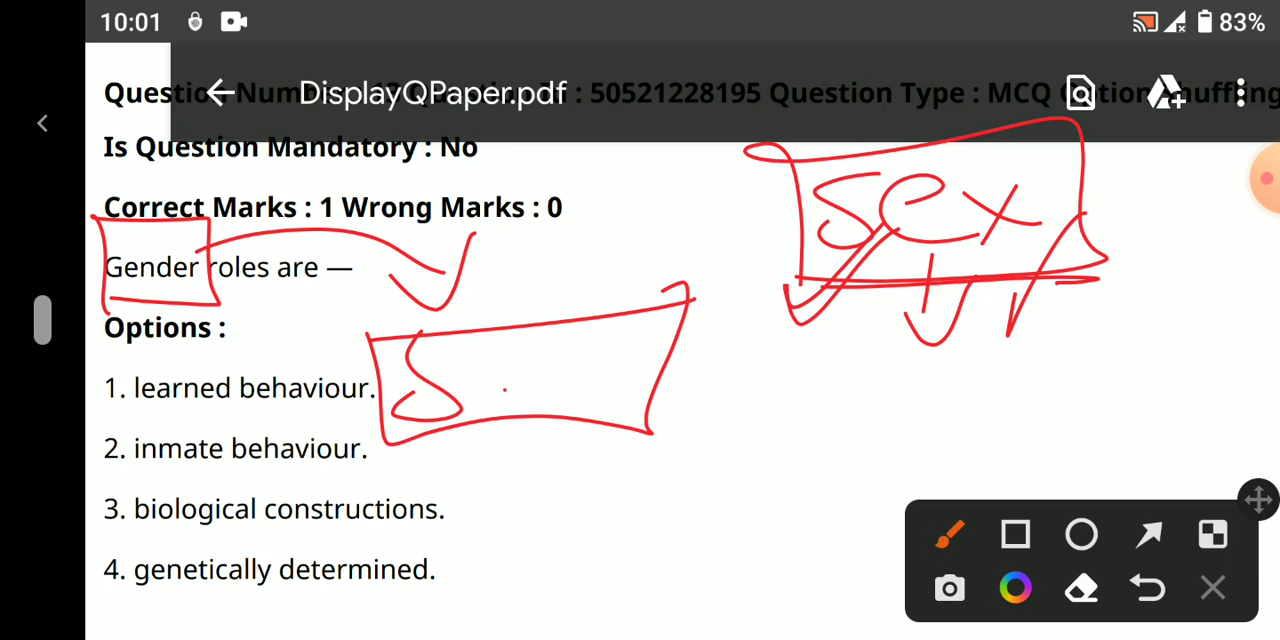 10:01 83%
DisplayQPaper.pdf
: 50521228195 Question Type : MCQ
Is Question Mandatory : No
Correct Marks : 1 Wrong Marks : 0
sex
Gender roles are —
Options :
1. learned behaviour.
S
2. inmate behaviour.
3. biological constructions.
4. genetically determined.